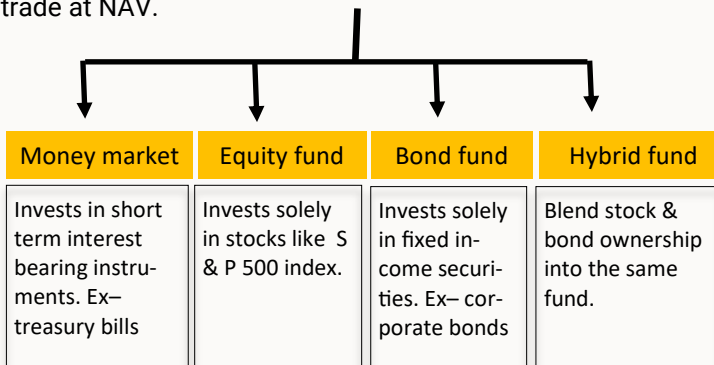 trade at NAV.
Money market
Equity fund
Bond fund
Hybrid fund
Invests in short
term interest
bearing instru-
ments. Ex–
treasury bills
Invests solely
in stocks like  S
& P 500 index.
Invests solely
in fixed in-
come securi-
ties. Ex– cor-
porate bonds
Blend stock &
bond ownership
into the same
fund.